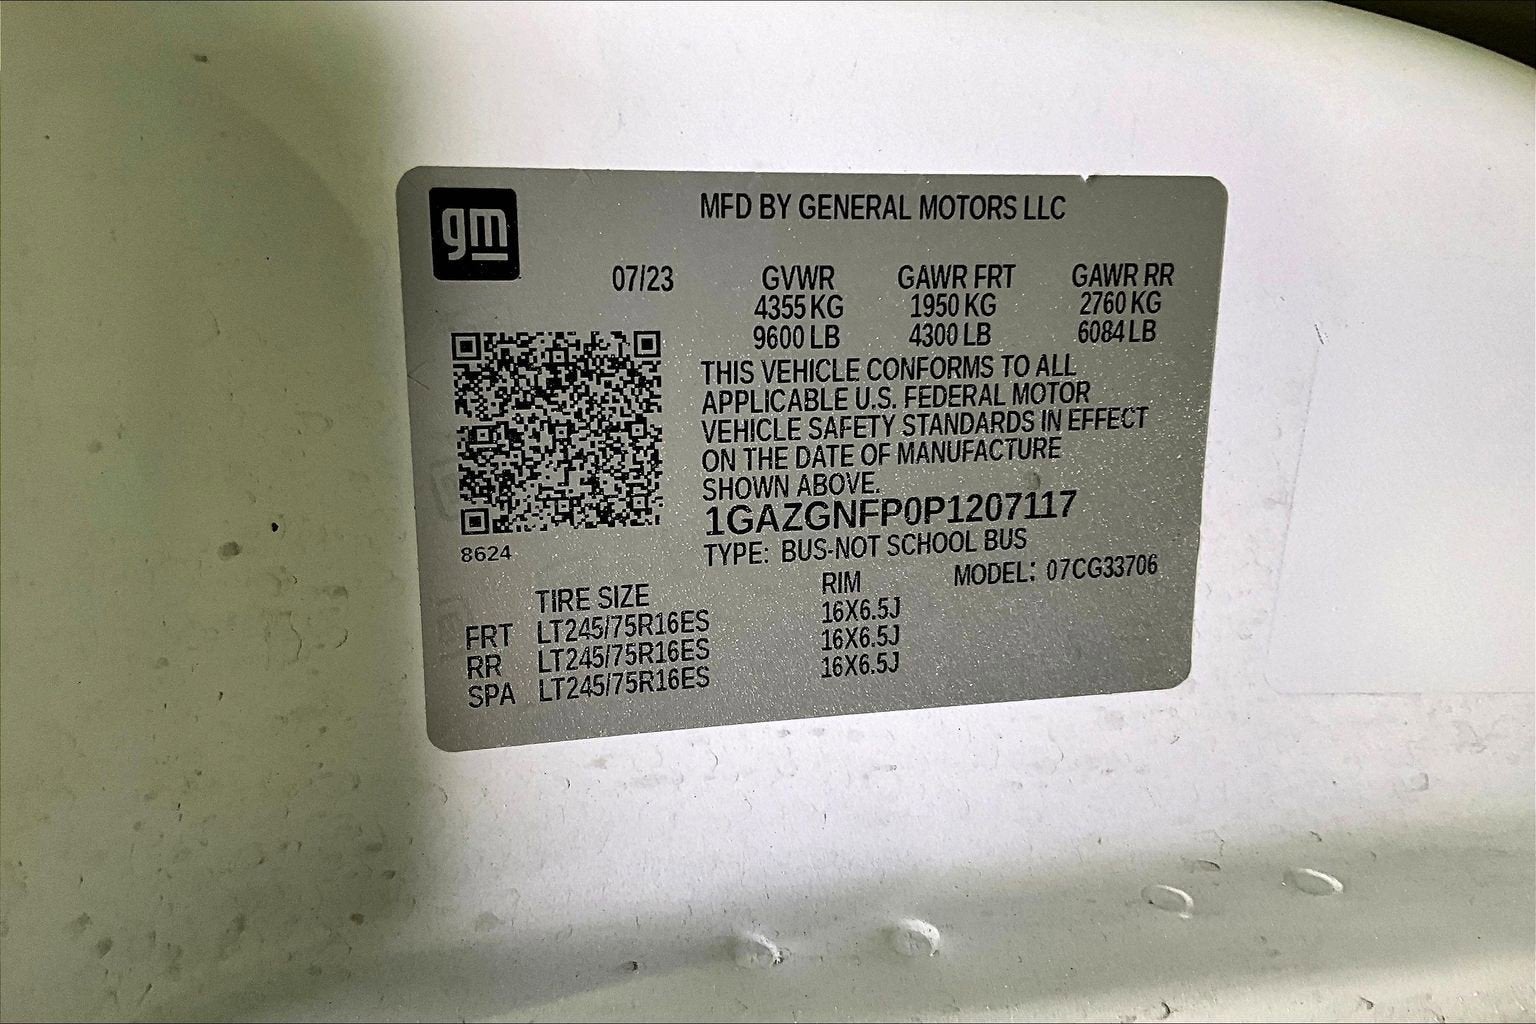 gm
MFD BY GENERAL MOTORS LLC
07/23 GVWR GAWR FRT GAWR RR
4355 KG 1950 KG 2760 KG
9600 LB 4300 LB 6084 LB
THIS VEHICLE CONFORMS TO ALL
APPLICABLE U.S. FEDERAL MOTOR
VEHICLE SAFETY STANDARDS IN EFFECT
ON THE DATE OF MANUFACTURE
SHOWN ABOVE.
1GAZGNFP0P1207117
8624
TYPE: BUS-NOT SCHOOL BUS
MODEL: 07CG33706
TIRE SIZE RIM
FRT LT245/75R16ES 16X6.5J
RR LT245/75R16ES 16X6.5J
SPA LT245/75R16ES 16X6.5J